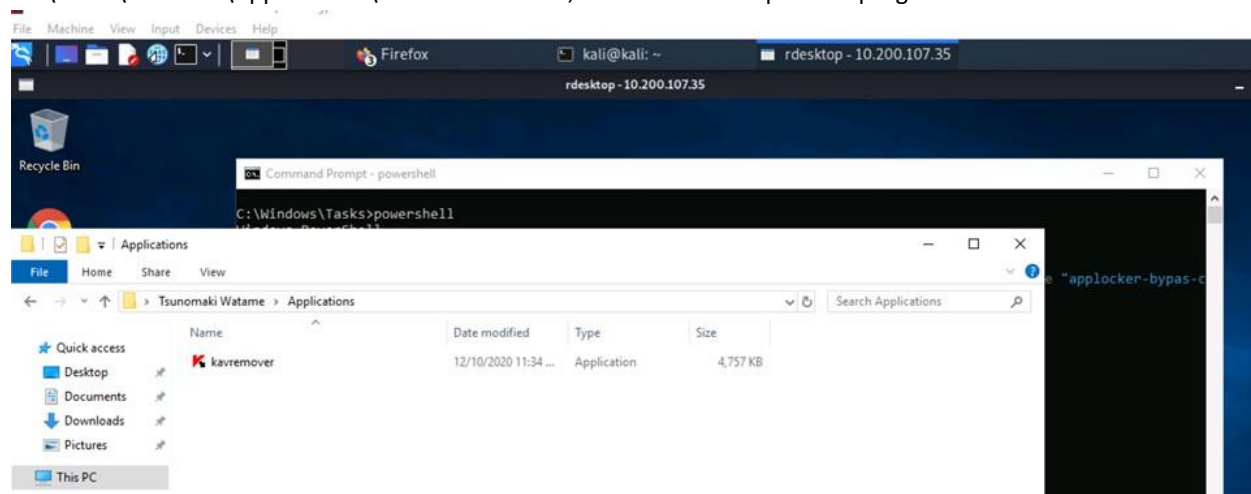 File Machine View Input Devices Help
Firefox
kali@kali: ~
rdesktop - 10.200.107.35
rdesktop - 10.200.107.35
Recycle Bin
Command Prompt - powershell
C:\Windows\Tasks>powershell
Applications
File Home Share View
e "applocker-bypas-c
> Tsunomaki Watame > Applications
Search Applications
Name Date modified Type Size
Quick access
kavremover 12/10/2020 11:34 ... Application 4,757 KB
Desktop
Documents
Downloads
Pictures
This PC